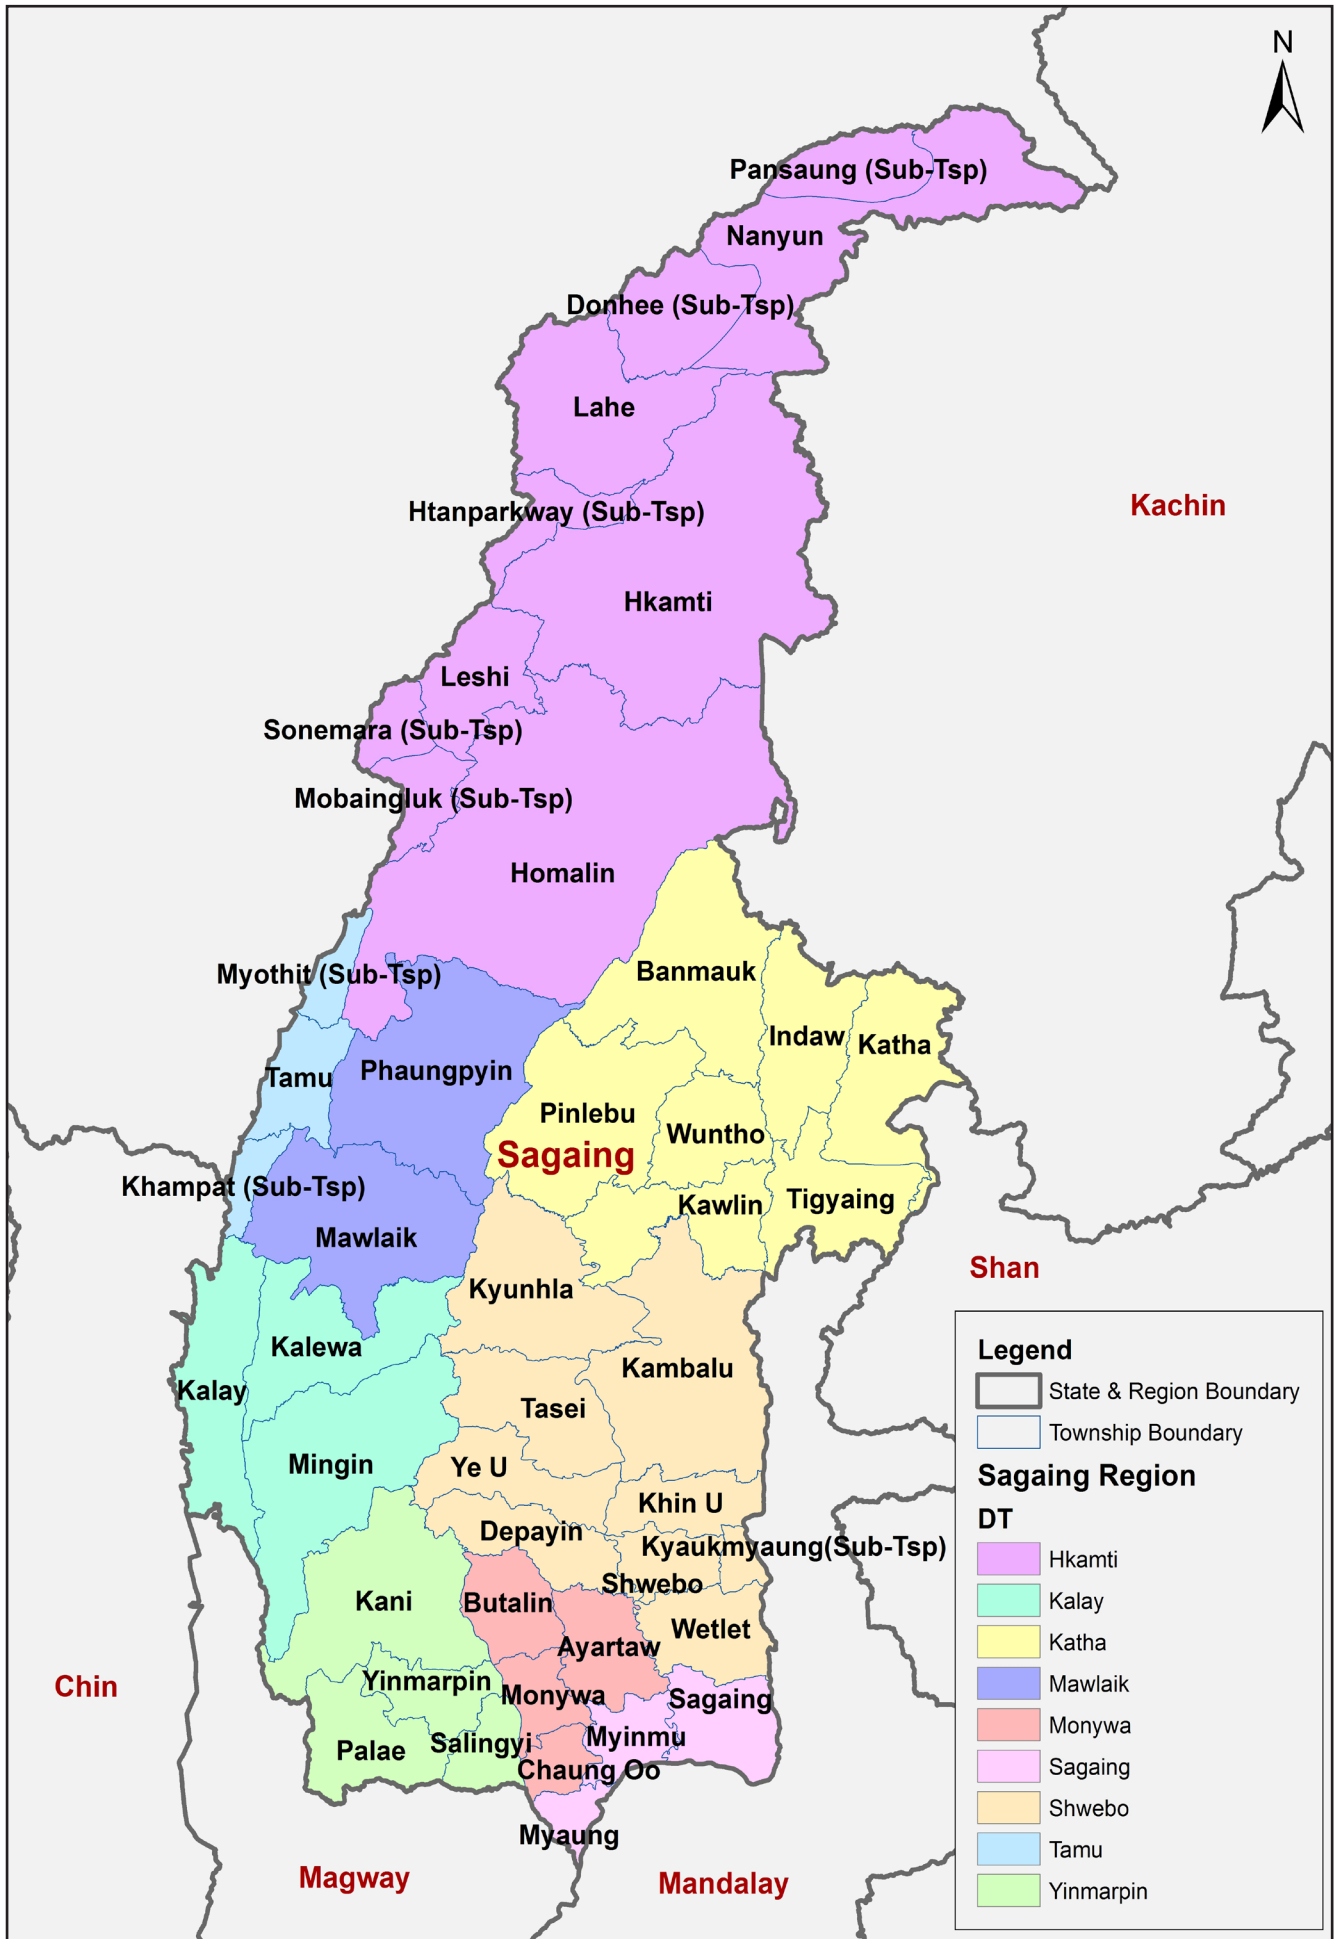 N
Pansaung (Sub-Tsp)
Nanyun
Donhee (Sub-Tsp)
Lahe
Kachin
Htanparkway (Sub-Tsp)
Hkamti
Leshi
Sonemara (Sub-Tsp)
Mobaingluk (Sub-Tsp)
Homalin
Myothit (Sub-Tsp)
Banmauk
Indaw
Katha
Tamu
Phaungpyin
Pinlebu
Wuntho
Sagaing
Khampat (Sub-Tsp)
Kawlin
Tigyaing
Mawlaik
Shan
Kyunhla
Kalewa
Kambalu
Kalay
Tasei
Mingin
Ye U
Khin U
Depayin
Kyaukmyaung(Sub-Tsp)
Shwebo
Kani
Butalin
Wetlet
Ayartaw
Chin
Yinmarpin
Monywa
Sagaing
Myinmu
Salingyi
Palae
Chaung Oo
Myaung
Magway
Mandalay
Legend
State & Region Boundary
Township Boundary
Sagaing Region
DT
Hkamti
Kalay
Katha
Mawlaik
Monywa
Sagaing
Shwebo
Tamu
Yinmarpin